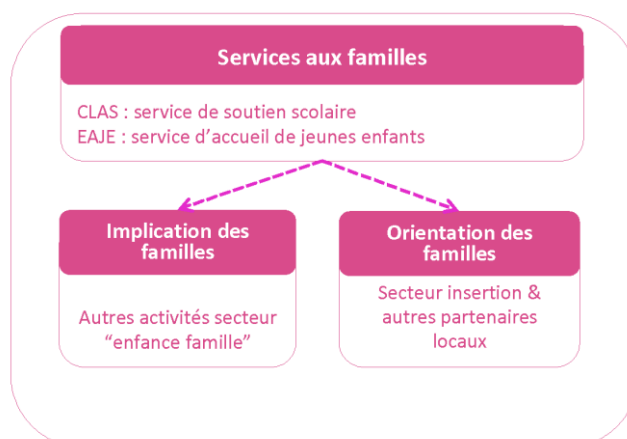 Services aux familles
CLAS : service de soutien scolaire
EAJE : service d’accueil de jeunes enfants
Implication des
familles
Autres activités secteur
“enfance famille”
Orientation des
familles
Secteur insertion &
autres partenaires
locaux